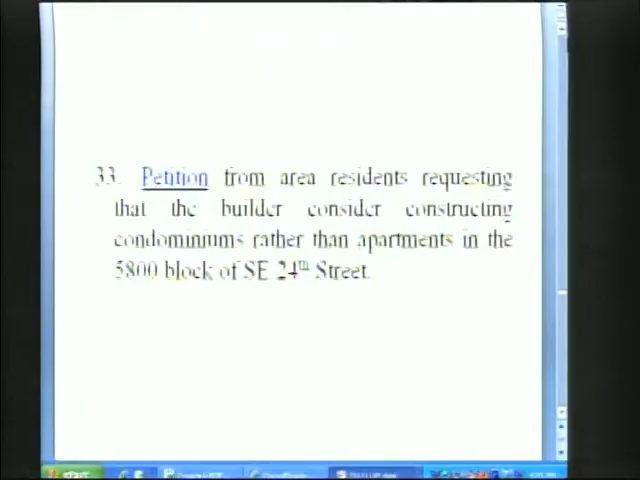 33. Petition from area residents requesting
that the builder consider constructing
condominiums rather than apartments in the
5800 block of SE 24th Street.
start